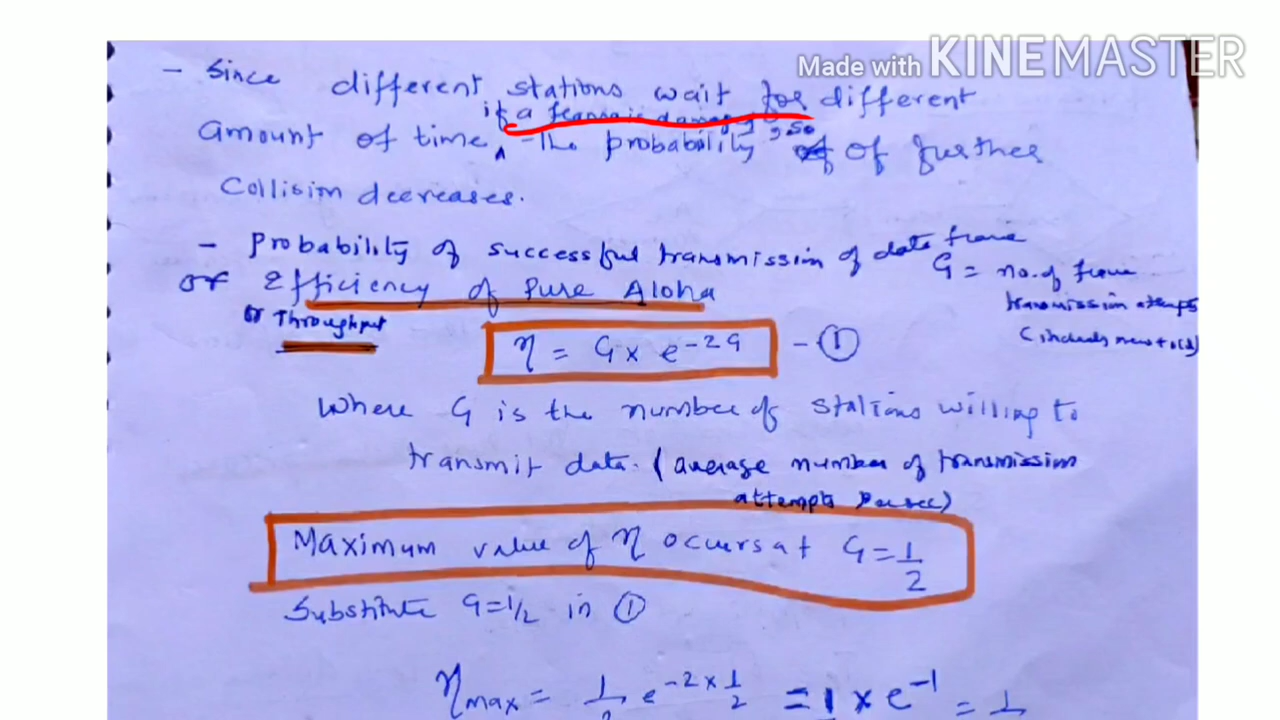 Made with KINEMASTER
- Since different stations wait for different
if a frame is damaged, so
amount of time, the probability of further
Collision decreases.
- Probability of successful transmission of data frame
or Efficiency of Pure Aloha
or Throughput
G = no. of frame
transmission attempts
η = G × e^-2G - ①
Where G is the number of stations willing to
transmit data. (average number of transmission
attempts
Maximum value of η occurs at G = 1/2
Substitute G=1/2 in ①
ηmax = 1/2 e^-2×1/2 = 1 × e^-1 = 1